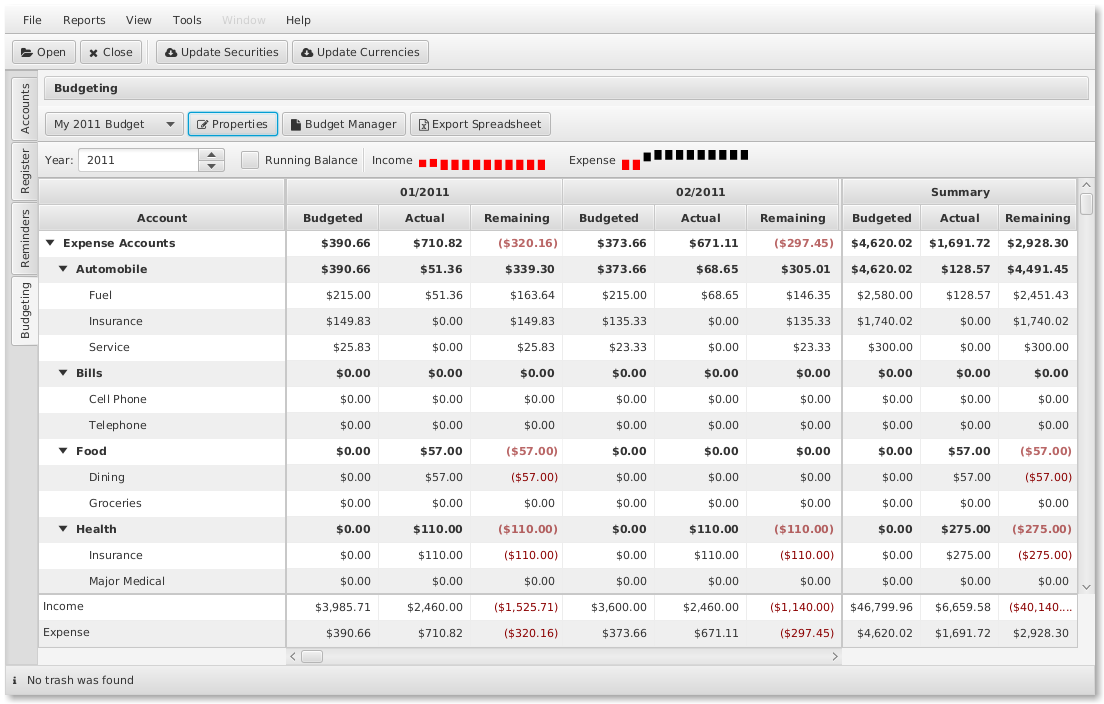 File Reports View Tools Window Help
Open Close Update Securities Update Currencies
Budgeting
My 2011 Budget Properties Budget Manager Export Spreadsheet
Year: 2011 Running Balance Income Expense
Accounts
Register
Reminders
Budgeting
01/2011 02/2011 Summary
Account Budgeted Actual Remaining Budgeted Actual Remaining Budgeted Actual Remaining
Expense Accounts $390.66 $710.82 ($320.16) $373.66 $671.11 ($297.45) $4,620.02 $1,691.72 $2,928.30
Automobile $390.66 $51.36 $339.30 $373.66 $68.65 $305.01 $4,620.02 $128.57 $4,491.45
Fuel $215.00 $51.36 $163.64 $215.00 $68.65 $146.35 $2,580.00 $128.57 $2,451.43
Insurance $149.83 $0.00 $149.83 $135.33 $0.00 $135.33 $1,740.02 $0.00 $1,740.02
Service $25.83 $0.00 $25.83 $23.33 $0.00 $23.33 $300.00 $0.00 $300.00
Bills $0.00 $0.00 $0.00 $0.00 $0.00 $0.00 $0.00 $0.00 $0.00
Cell Phone $0.00 $0.00 $0.00 $0.00 $0.00 $0.00 $0.00 $0.00 $0.00
Telephone $0.00 $0.00 $0.00 $0.00 $0.00 $0.00 $0.00 $0.00 $0.00
Food $0.00 $57.00 ($57.00) $0.00 $0.00 $0.00 $0.00 $57.00 ($57.00)
Dining $0.00 $57.00 ($57.00) $0.00 $0.00 $0.00 $0.00 $57.00 ($57.00)
Groceries $0.00 $0.00 $0.00 $0.00 $0.00 $0.00 $0.00 $0.00 $0.00
Health $0.00 $110.00 ($110.00) $0.00 $110.00 ($110.00) $0.00 $275.00 ($275.00)
Insurance $0.00 $110.00 ($110.00) $0.00 $110.00 ($110.00) $0.00 $275.00 ($275.00)
Major Medical $0.00 $0.00 $0.00 $0.00 $0.00 $0.00 $0.00 $0.00 $0.00
Income $3,985.71 $2,460.00 ($1,525.71) $3,600.00 $2,460.00 ($1,140.00) $46,799.96 $6,659.58 ($40,140....
Expense $390.66 $710.82 ($320.16) $373.66 $671.11 ($297.45) $4,620.02 $1,691.72 $2,928.30
No trash was found